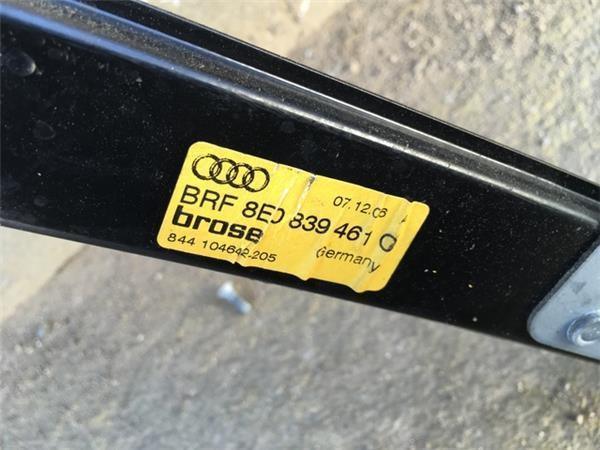 07.12.06 A
BRF 8E0 839 461 C
brose
844 104642-205 Germany